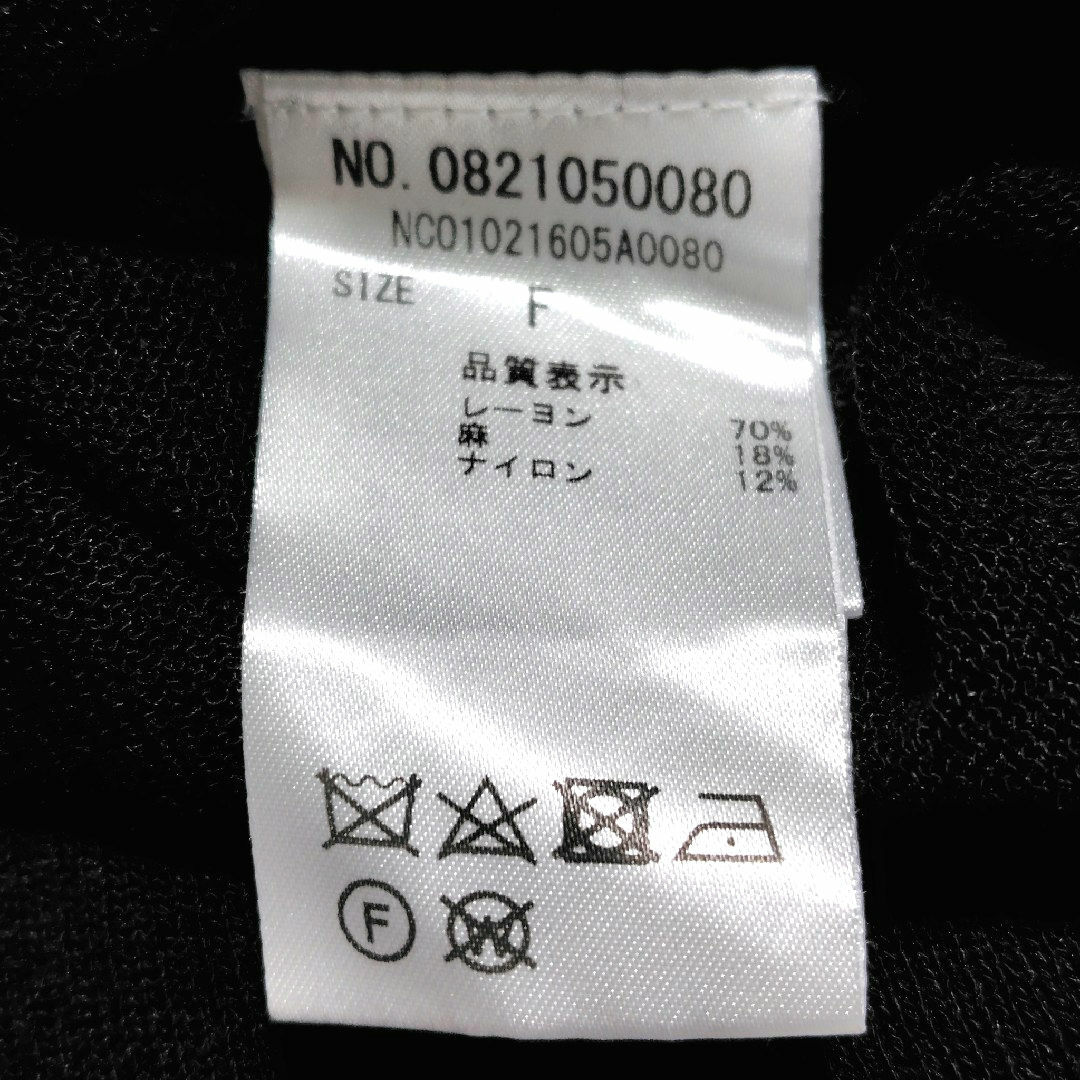 NO. 0821050080
NC01021605A0080
SIZE F
品質表示
レーヨン 70%
麻 18%
ナイロン 12%
F
W